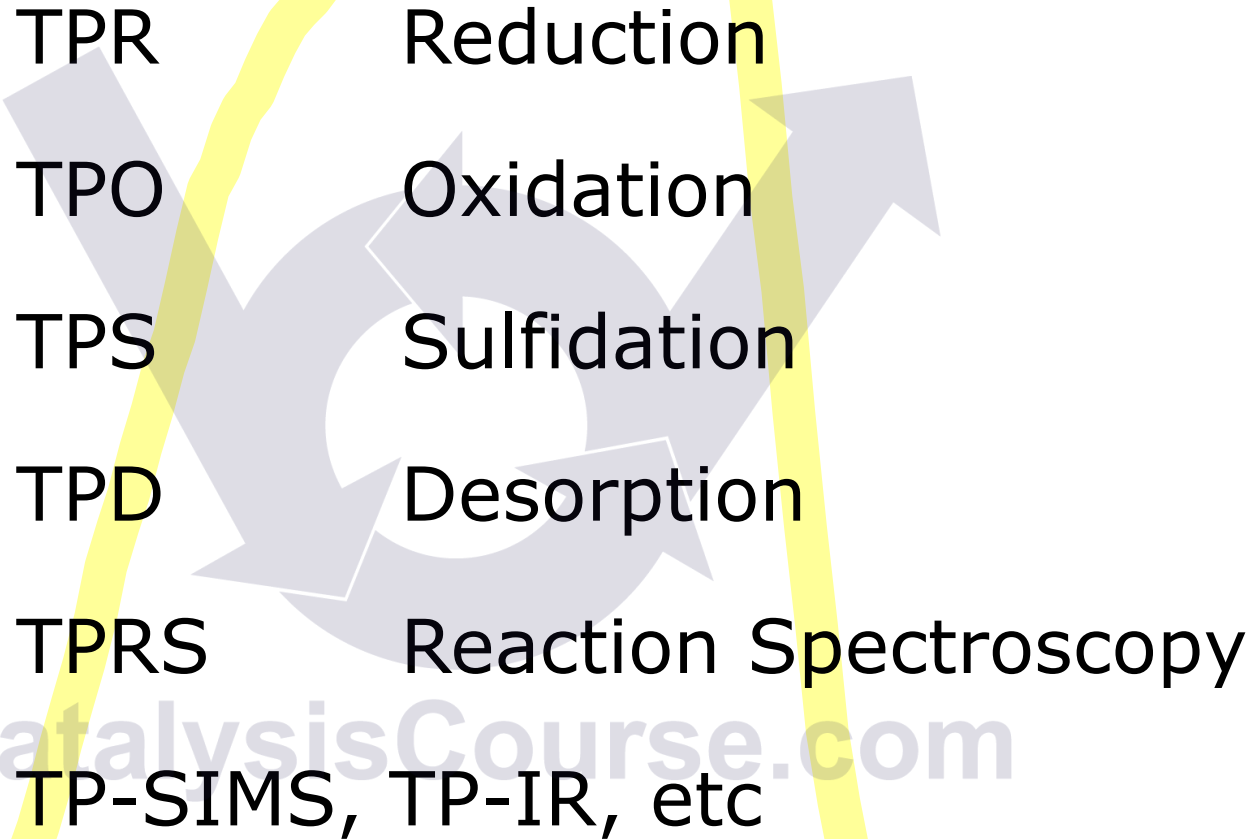 TPR Reduction
TPO Oxidation
TPS Sulfidation
TPD Desorption
TPRS Reaction Spectroscopy
atalysisCourse.com
TP-SIMS, TP-IR, etc